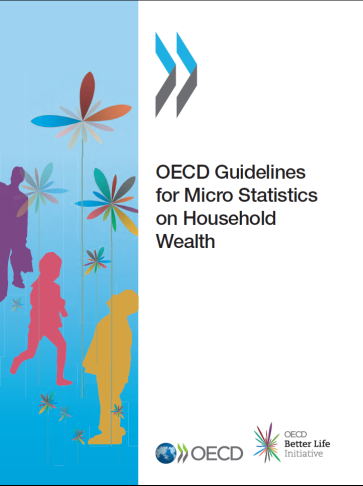 OECD Guidelines
for Micro Statistics
on Household
Wealth
OECD
OECD
Better Life
Initiative